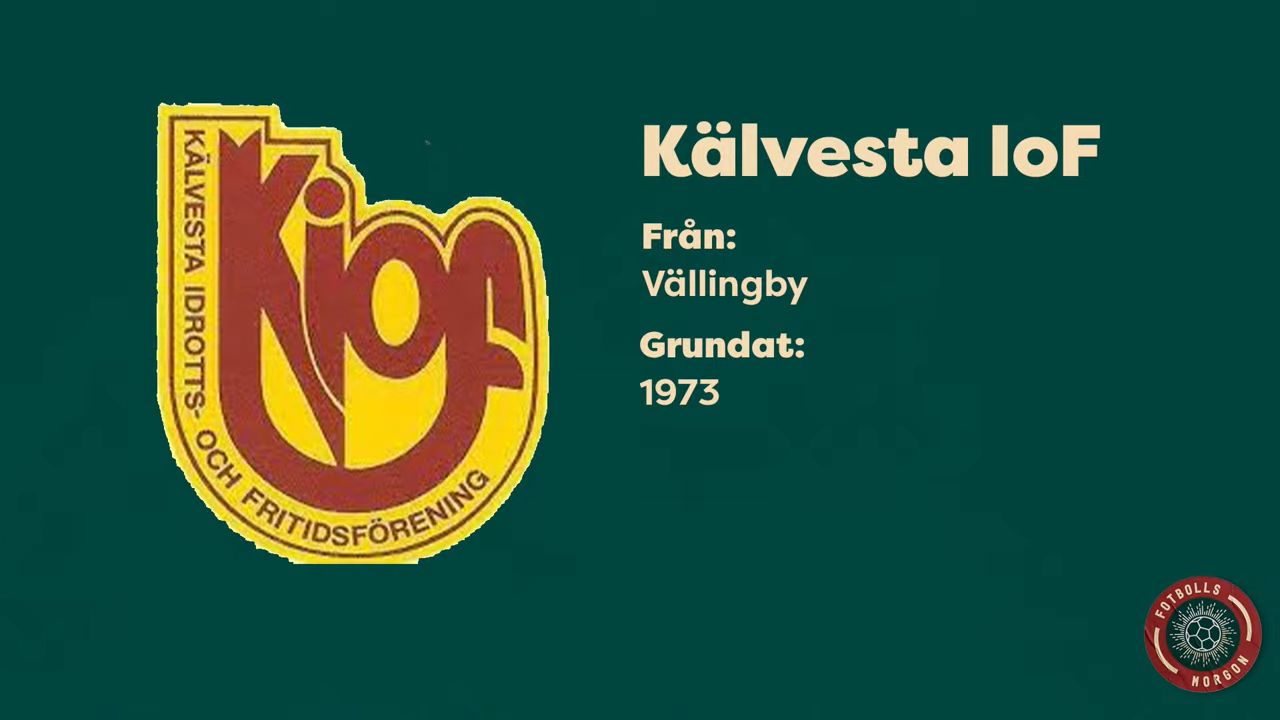 KÄLVESTA IDROTTS- OCH FRITIDSFÖRENING
Kiof
Kälvesta IoF
Från:
Vällingby
Grundat:
1973
FOTBOLLS
MORGON